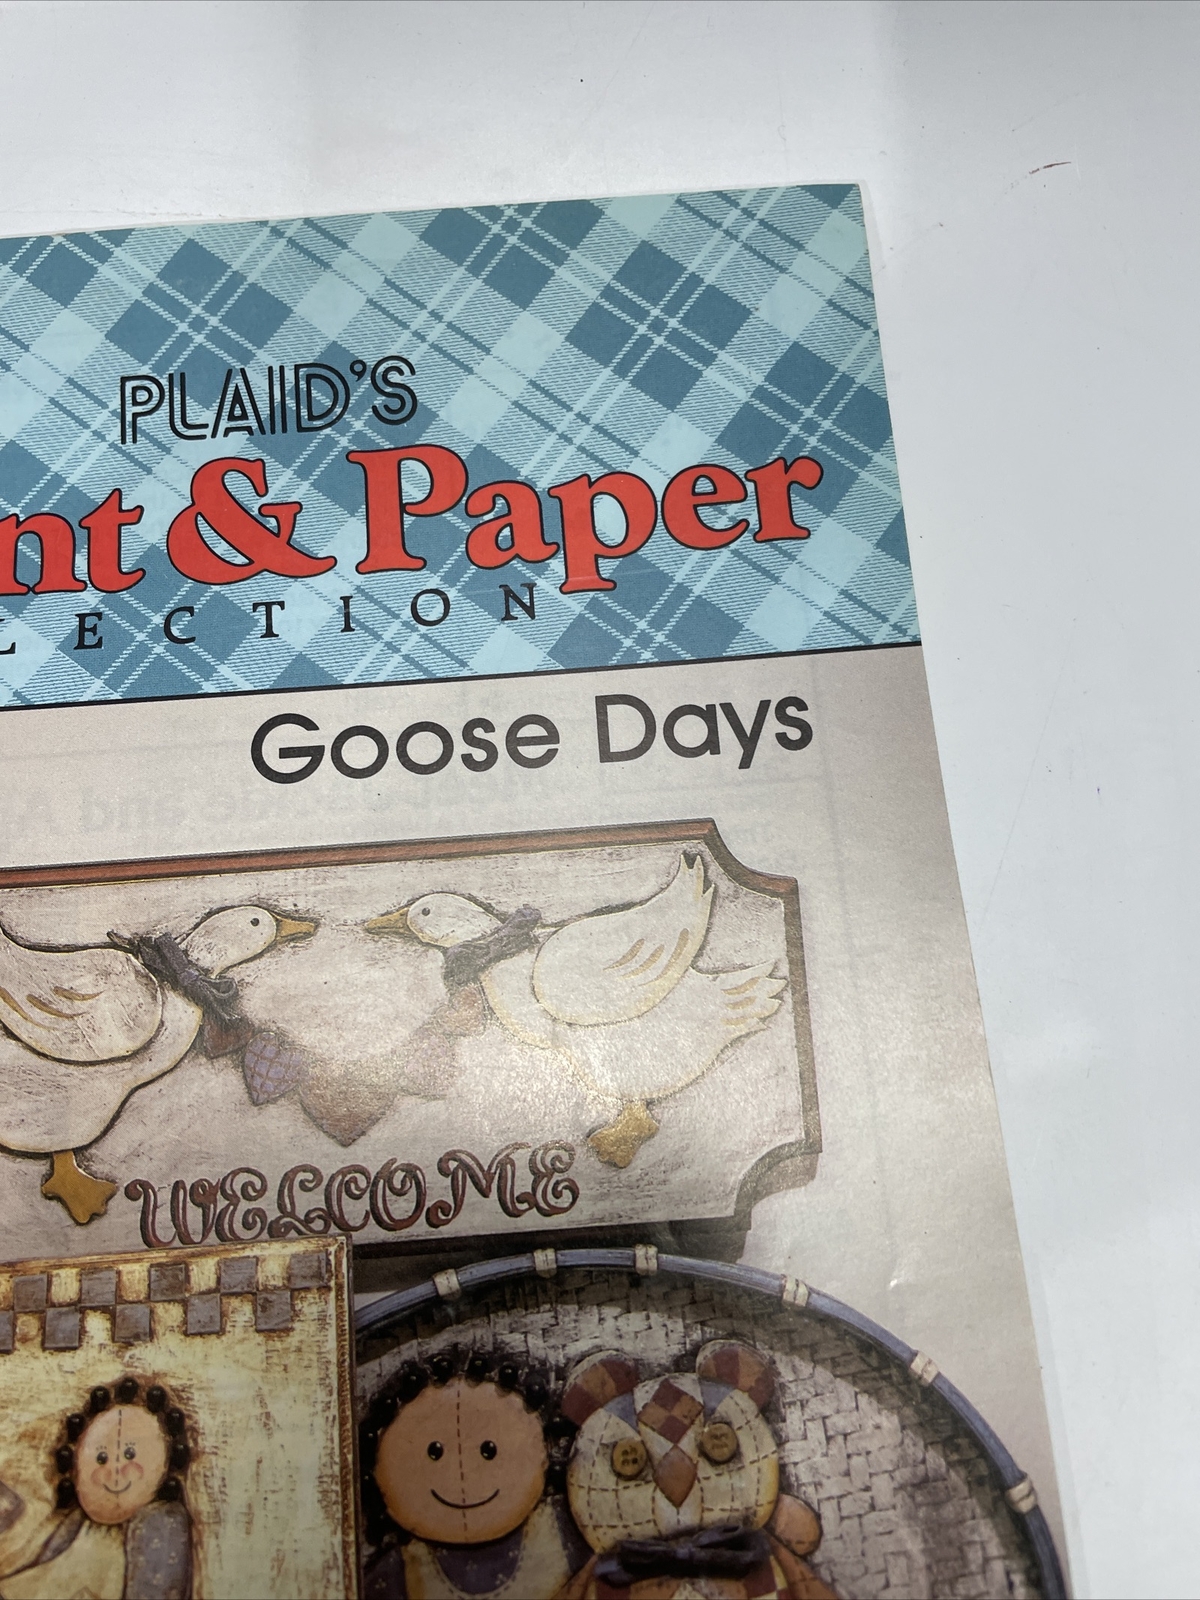 PLAID'S
nt & Paper
LECTION
Goose Days
WELCOME